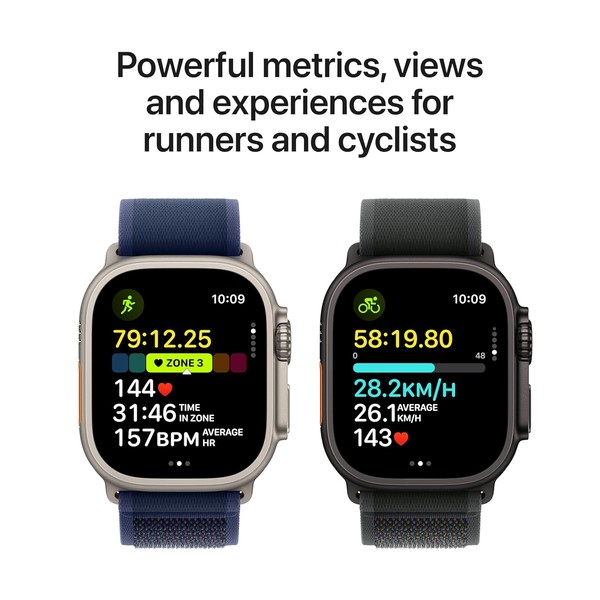 Powerful metrics, views
and experiences for
runners and cyclists
10:09
79:12.25
ZONE 3
144
31:46 TIME
IN ZONE
157BPM AVERAGE
HR
10:09
58:19.80
0 48
28.2KM/H
26.1 AVERAGE
KM/H
143